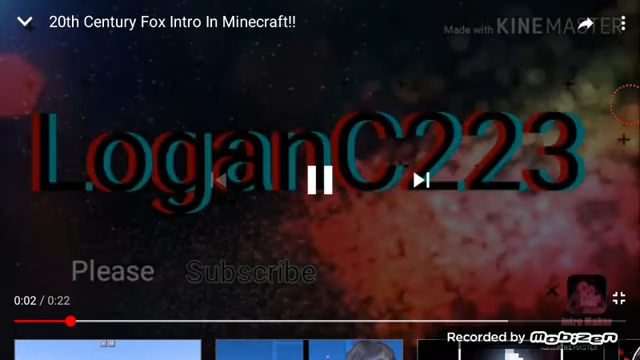 20th Century Fox Intro In Minecraft!!
Made with KINEMASTER
LoganC223
Please Subscribe
0:02 / 0:22
Intro Maker
Recorded by Mobizen